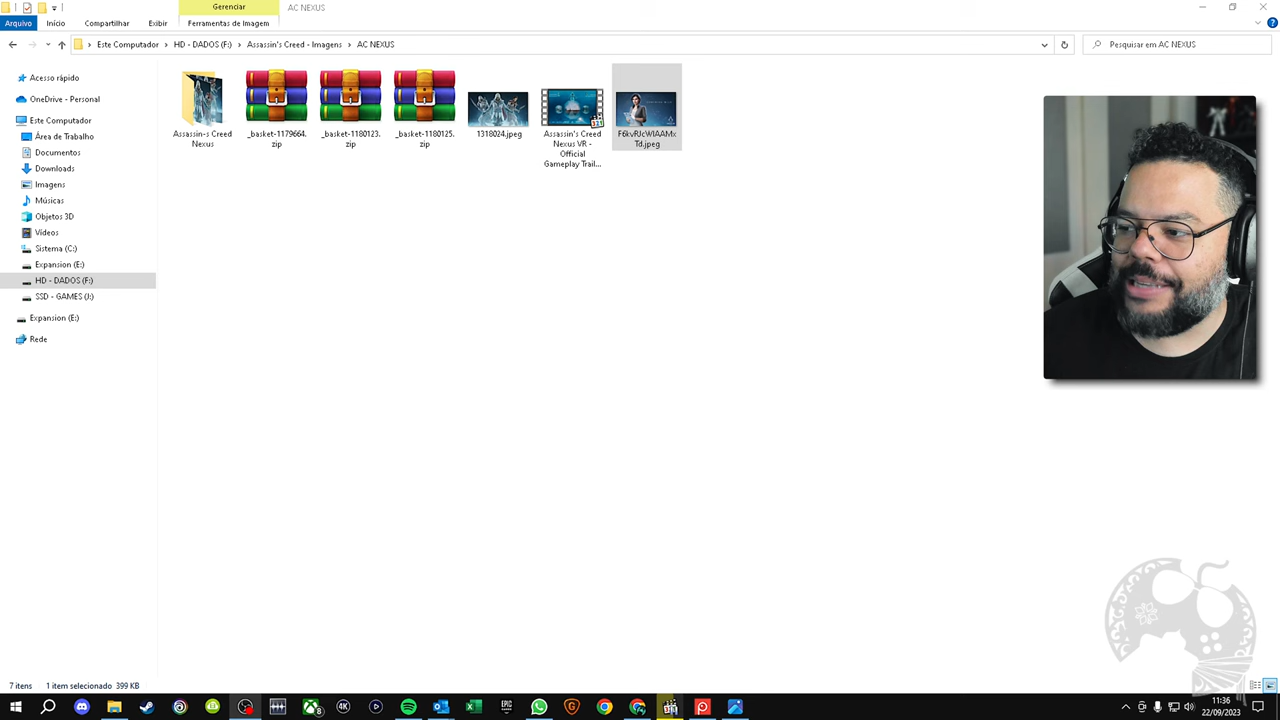 Gerenciar
AC NEXUS
Arquivo
Início
Compartilhar
Exibir
Ferramentas de Imagem
Este Computador
HD - DADOS (F:)
Assassin's Creed - Imagens
AC NEXUS
Pesquisar em AC NEXUS
Acesso rápido
OneDrive - Personal
Este Computador
Área de Trabalho
Documentos
Downloads
Imagens
Músicas
Objetos 3D
Vídeos
Sistema (C:)
Expansion (E:)
HD - DADOS (F:)
SSD - GAMES (J:)
Expansion (E:)
Rede
Assassin-s Creed
Nexus
_basket-1179664.
zip
_basket-1180123.
zip
_basket-1180125.
zip
1318024.jpeg
Assassin's Creed
Nexus VR -
Official
Gameplay Trail...
7 itens
1 item selecionado 399 KB
4K
EPIC
GAMES
321
11:36
22/09/2023